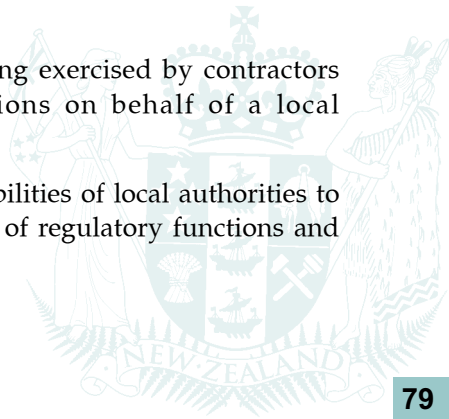 ng exercised by contractors
ions on behalf of a local
bilities of local authorities to
of regulatory functions and
NEW ZEALAND
79